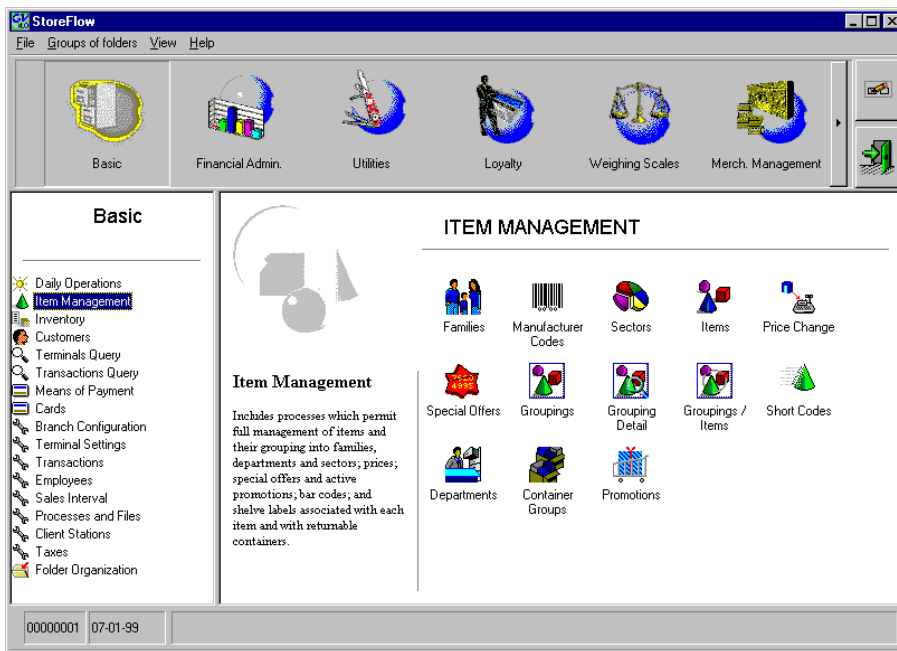 StoreFlow
File Groups of folders View Help
Basic
Financial Admin.
Utilities
Loyalty
Weighing Scales
Merch. Management
Basic
Daily Operations
Item Management
Inventory
Customers
Terminals Query
Transactions Query
Means of Payment
Cards
Branch Configuration
Terminal Settings
Transactions
Employees
Sales Interval
Processes and Files
Client Stations
Taxes
Folder Organization
Item Management
Includes processes which permit
full management of items and
their grouping into families,
departments and sectors; prices;
special offers and active
promotions; bar codes; and
shelve labels associated with each
item and with returnable
containers.
ITEM MANAGEMENT
Families
Manufacturer
Codes
Sectors
Items
Price Change
Special Offers
Groupings
Grouping
Detail
Groupings /
Items
Short Codes
Departments
Container
Groups
Promotions
00000001 07-01-99